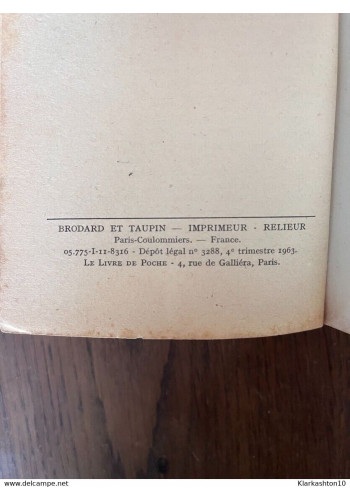 BRODARD ET TAUPIN — IMPRIMEUR - RELIEUR
Paris-Coulommiers. — France.
05.775-I-11-8316 - Dépôt légal nº 3288, 4e trimestre 1963.
LE LIVRE DE POCHE - 4, rue de Galliéra, Paris.
www.delcampe.net
Klarkashton10